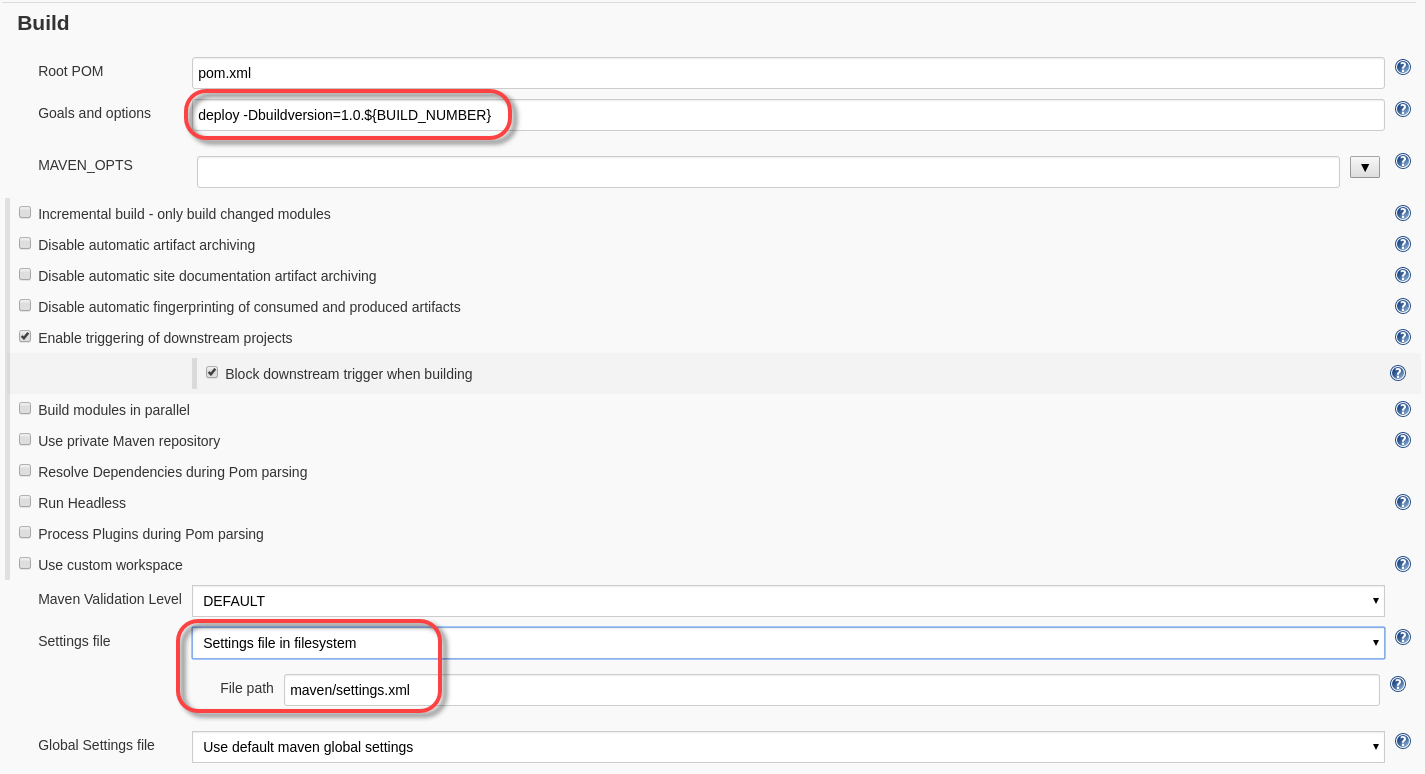 Build
Root POM pom.xml
Goals and options deploy -Dbuildversion=1.0.${BUILD_NUMBER}
MAVEN_OPTS
Incremental build - only build changed modules
Disable automatic artifact archiving
Disable automatic site documentation artifact archiving
Disable automatic fingerprinting of consumed and produced artifacts
Enable triggering of downstream projects
Block downstream trigger when building
Build modules in parallel
Use private Maven repository
Resolve Dependencies during Pom parsing
Run Headless
Process Plugins during Pom parsing
Use custom workspace
Maven Validation Level DEFAULT
Settings file Settings file in filesystem
File path maven/settings.xml
Global Settings file Use default maven global settings